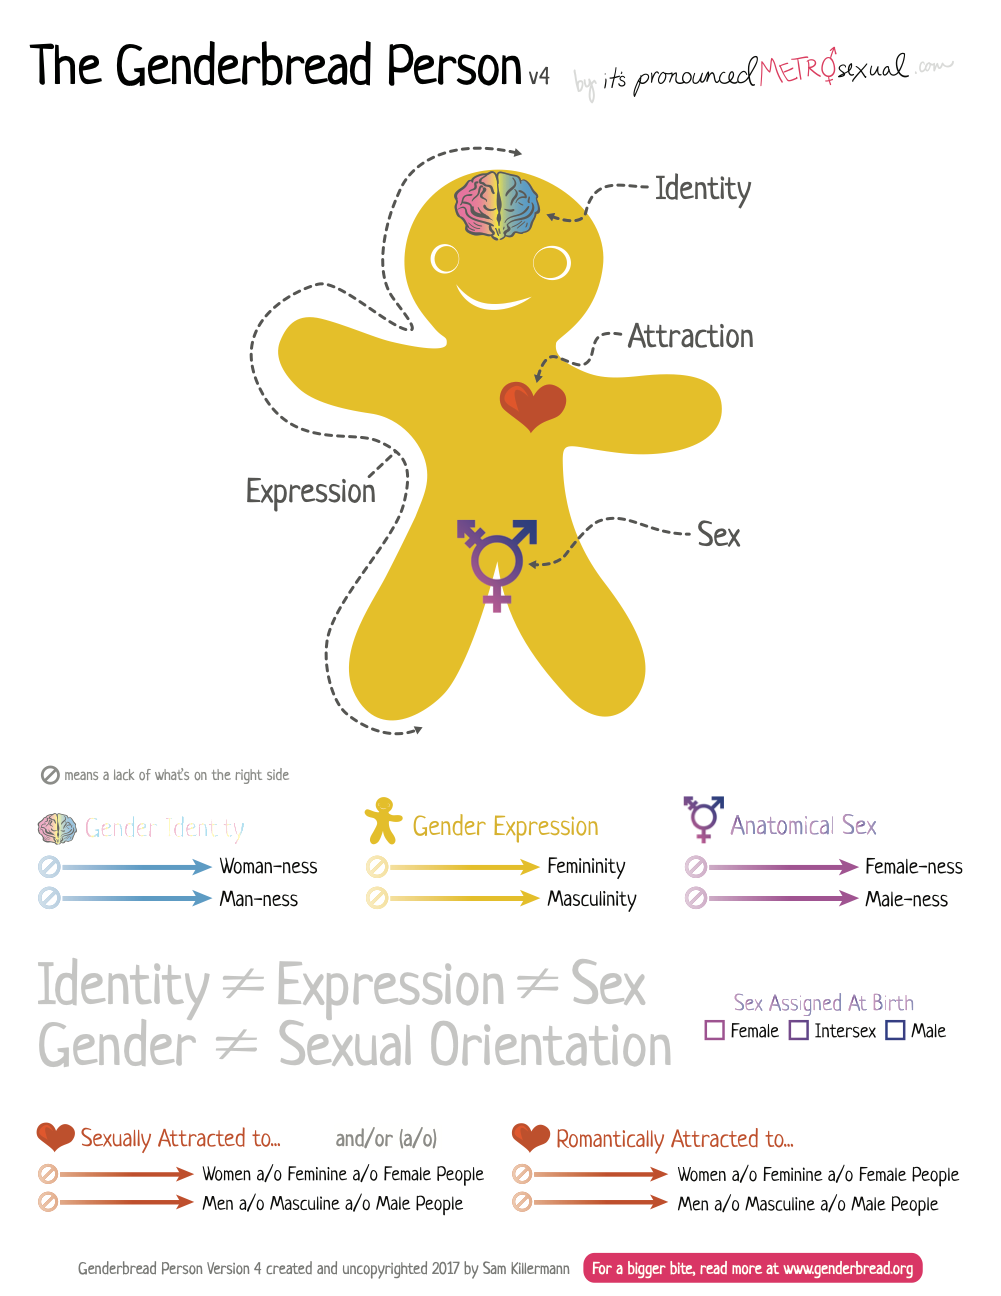 The Genderbread Person v4 by it's pronounced METROsexual .com
Identity
Attraction
Expression
Sex
means a lack of what's on the right side
Gender Identity
Woman-ness
Man-ness
Gender Expression
Femininity
Masculinity
Anatomical Sex
Female-ness
Male-ness
Identity ≠ Expression ≠ Sex
Gender ≠ Sexual Orientation
Sex Assigned At Birth
Female Intersex Male
Sexually Attracted to... and/or (a/o)
Women a/o Feminine a/o Female People
Men a/o Masculine a/o Male People
Romantically Attracted to...
Women a/o Feminine a/o Female People
Men a/o Masculine a/o Male People
Genderbread Person Version 4 created and uncopyrighted 2017 by Sam Killermann
For a bigger bite, read more at www.genderbread.org